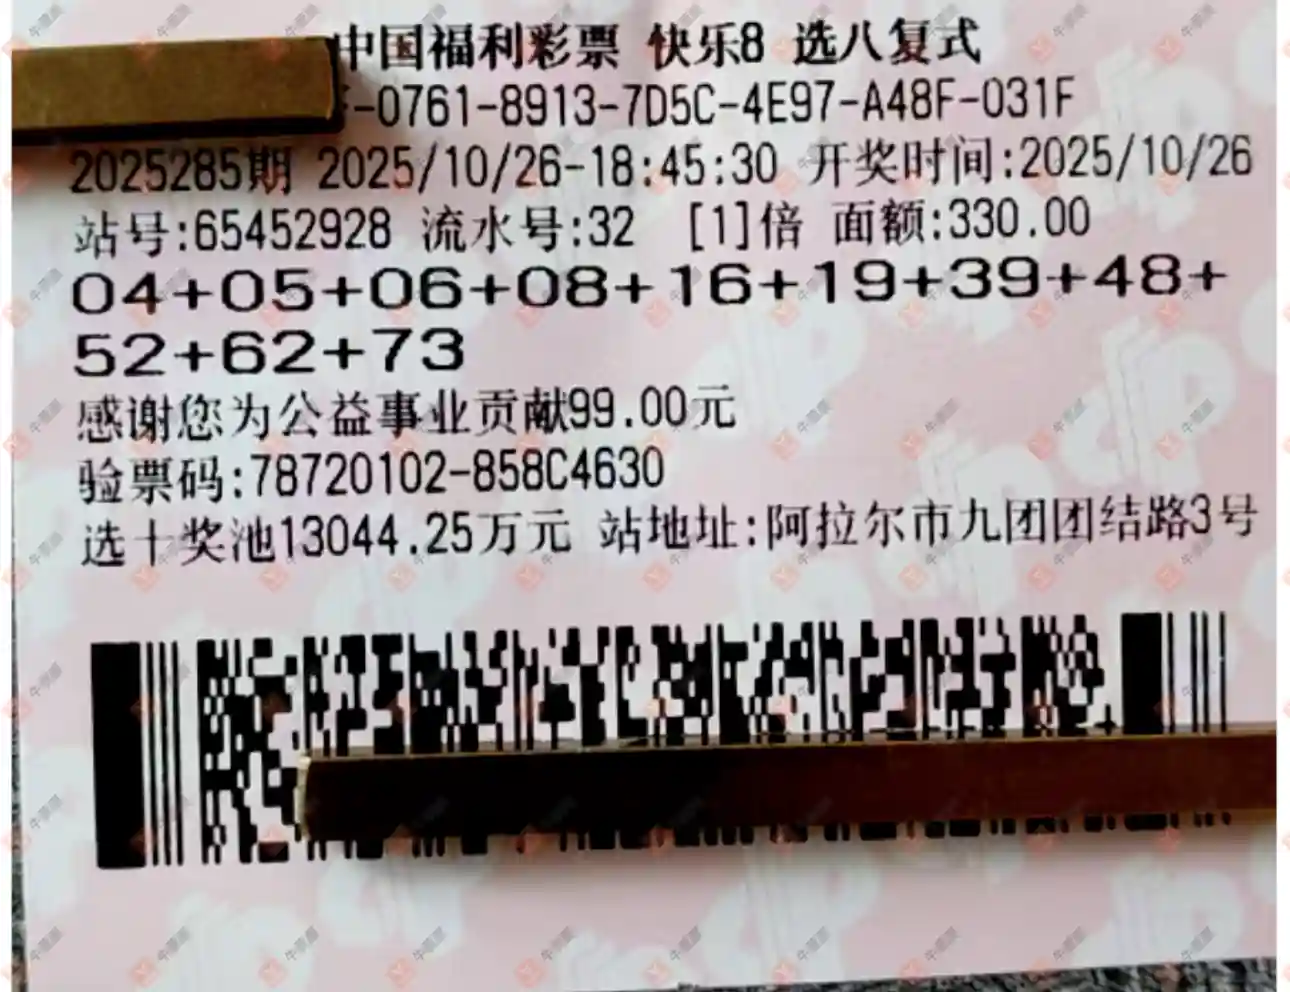 中国福利彩票 快乐8 选八复式
-0761-8913-7D5C-4E97-A48F-031F
2025285期 2025/10/26-18:45:30 开奖时间:2025/10/26
站号:65452928 流水号:32 [1]倍 面额:330.00
04+05+06+08+16+19+39+48+
52+62+73
感谢您为公益事业贡献99.00元
验票码:78720102-858C4630
选十奖池13044.25万元 站地址:阿拉尔市九团团结路3号